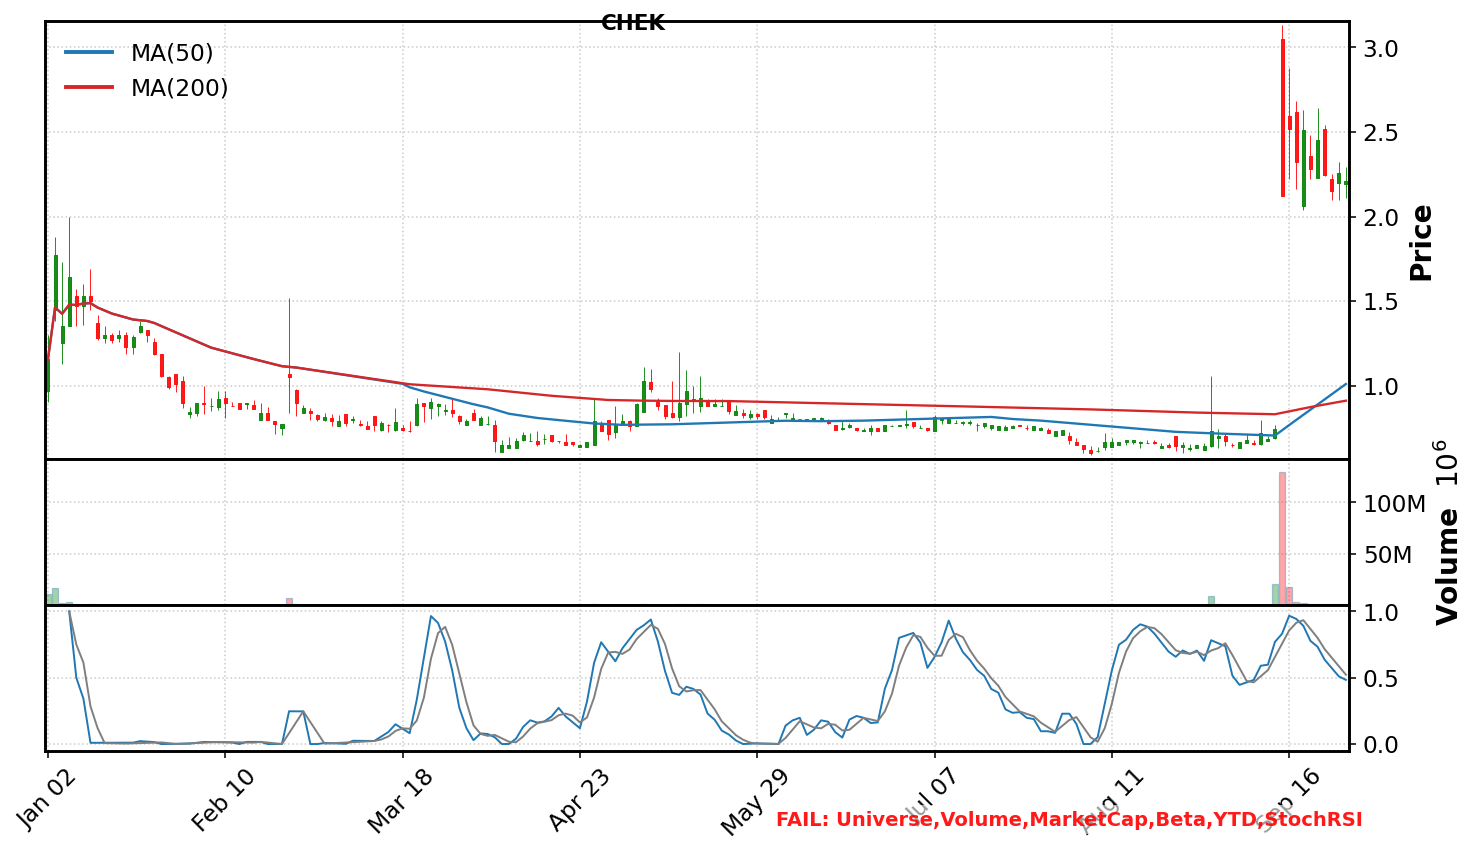 CHEK
MA(50)
MA(200)
3.0
2.5
2.0
1.5
1.0
Price
10^6
Volume
100M
50M
1.0
0.5
0.0
Jan 02
Feb 10
Mar 18
Apr 23
May 29
Jul 07
Aug 11
Sep 16
FAIL: Universe,Volume,MarketCap,Beta,YTD,StochRSI